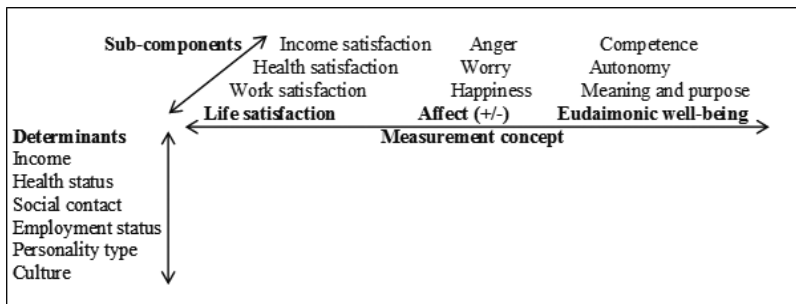 Sub-components Income satisfaction Anger Competence
Health satisfaction Worry Autonomy
Work satisfaction Happiness Meaning and purpose
Life satisfaction Affect (+/-) Eudaimonic well-being
Determinants Measurement concept
Income
Health status
Social contact
Employment status
Personality type
Culture